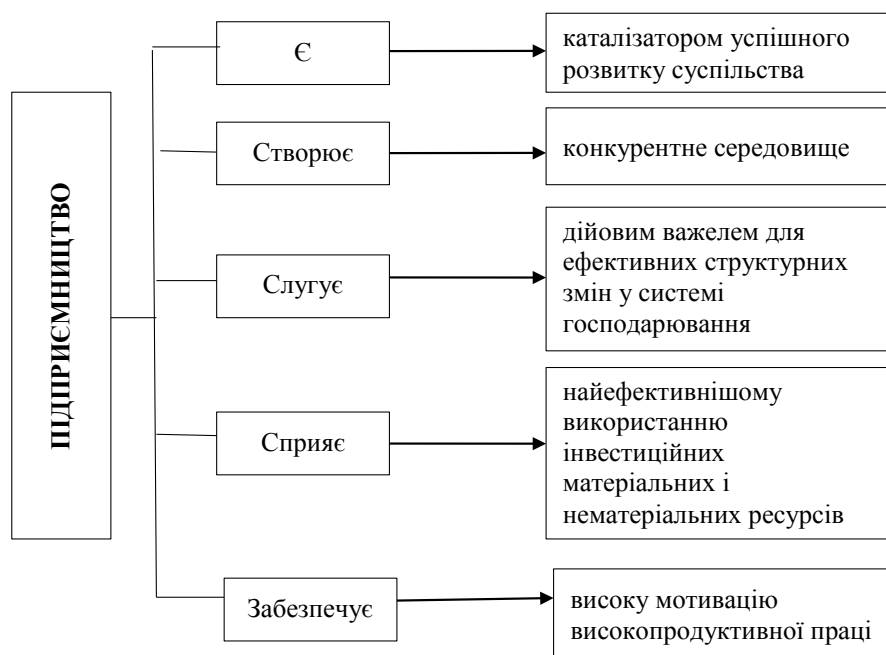 ПІДПРИЄМНИЦТВО
Є
каталізатором успішного
розвитку суспільства
Створює
конкурентне середовище
Слугує
дійовим важелем для
ефективних структурних
змін у системі
господарювання
Сприяє
найефективнішому
використанню
інвестиційних
матеріальних і
нематеріальних ресурсів
Забезпечує
високу мотивацію
високопродуктивної праці